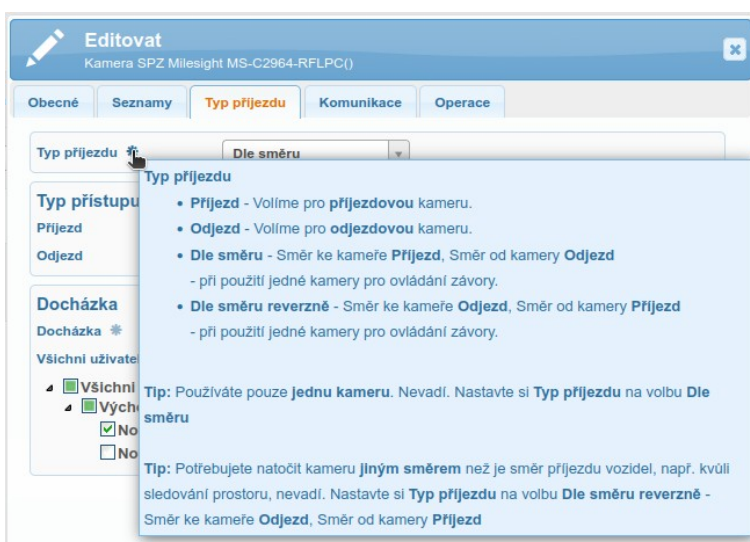 Editovat
Kamera SPZ Milesight MS-C2964-RFLPC()
Obecné Seznamy Typ příjezdu Komunikace Operace
Typ příjezdu Dle směru
Typ přístupu
Příjezd
Odjezd
Docházka
Docházka
Všichni
Všichni
No
No
Typ příjezdu
• Příjezd - Volíme pro příjezdovou kameru.
• Odjezd - Volíme pro odjezdovou kameru.
• Dle směru - Směr ke kameře Příjezd, Směr od kamery Odjezd
- při použití jedné kamery pro ovládání závory.
• Dle směru reverzně - Směr ke kameře Odjezd, Směr od kamery Příjezd
- při použití jedné kamery pro ovládání závory.
Tip: Používáte pouze jednu kameru. Nevadí. Nastavte si Typ příjezdu na volbu Dle
směru
Tip: Potřebujete natočit kameru jiným směrem než je směr příjezdu vozidel, např. kvůli
sledování prostoru, nevadí. Nastavte si Typ příjezdu na volbu Dle směru reverzně -
Směr ke kameře Odjezd, Směr od kamery Příjezd